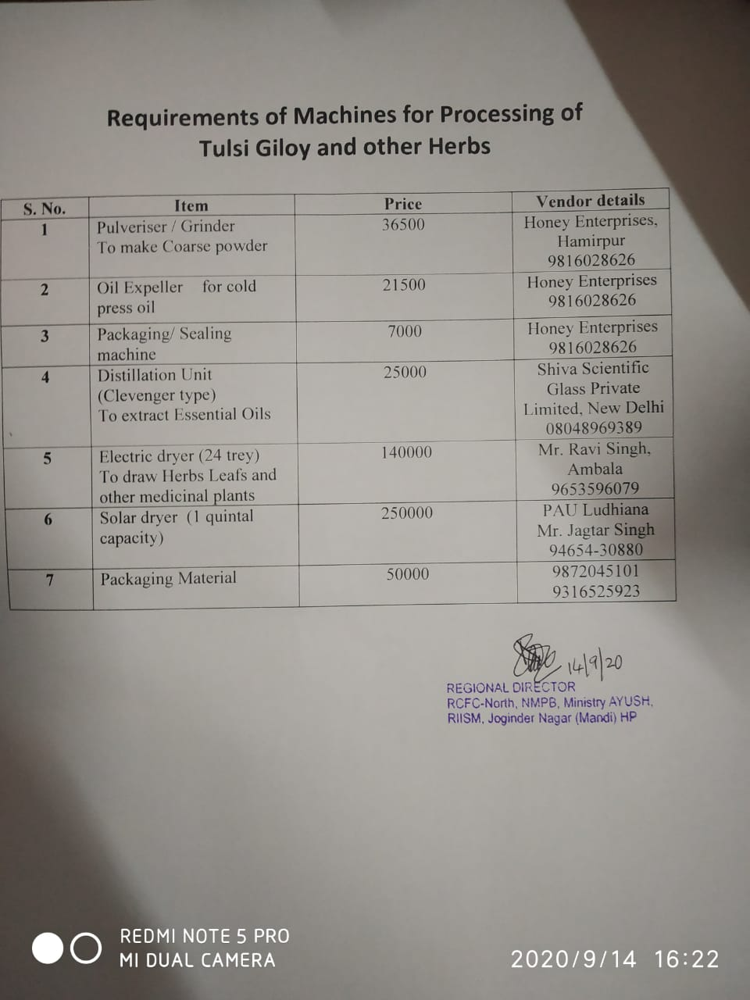 Requirements of Machines for Processing of
Tulsi Giloy and other Herbs
S. No. Item Price Vendor details
1 Pulveriser / Grinder 36500 Honey Enterprises,
To make Coarse powder Hamirpur
9816028626
2 Oil Expeller for cold 21500 Honey Enterprises
press oil 9816028626
3 Packaging/ Sealing 7000 Honey Enterprises
machine 9816028626
4 Distillation Unit 25000 Shiva Scientific
(Clevenger type) Glass Private
To extract Essential Oils Limited, New Delhi
08048969389
5 Electric dryer (24 trey) 140000 Mr. Ravi Singh,
To draw Herbs Leafs and Ambala
other medicinal plants 9653596079
6 Solar dryer (1 quintal 250000 PAU Ludhiana
capacity) Mr. Jagtar Singh
94654-30880
7 Packaging Material 50000 9872045101
9316525923
14/9/20
REGIONAL DIRECTOR
RCFC-North, NMPB, Ministry AYUSH,
RIISM, Joginder Nagar (Mandi) HP
REDMI NOTE 5 PRO
MI DUAL CAMERA
2020/9/14 16:22